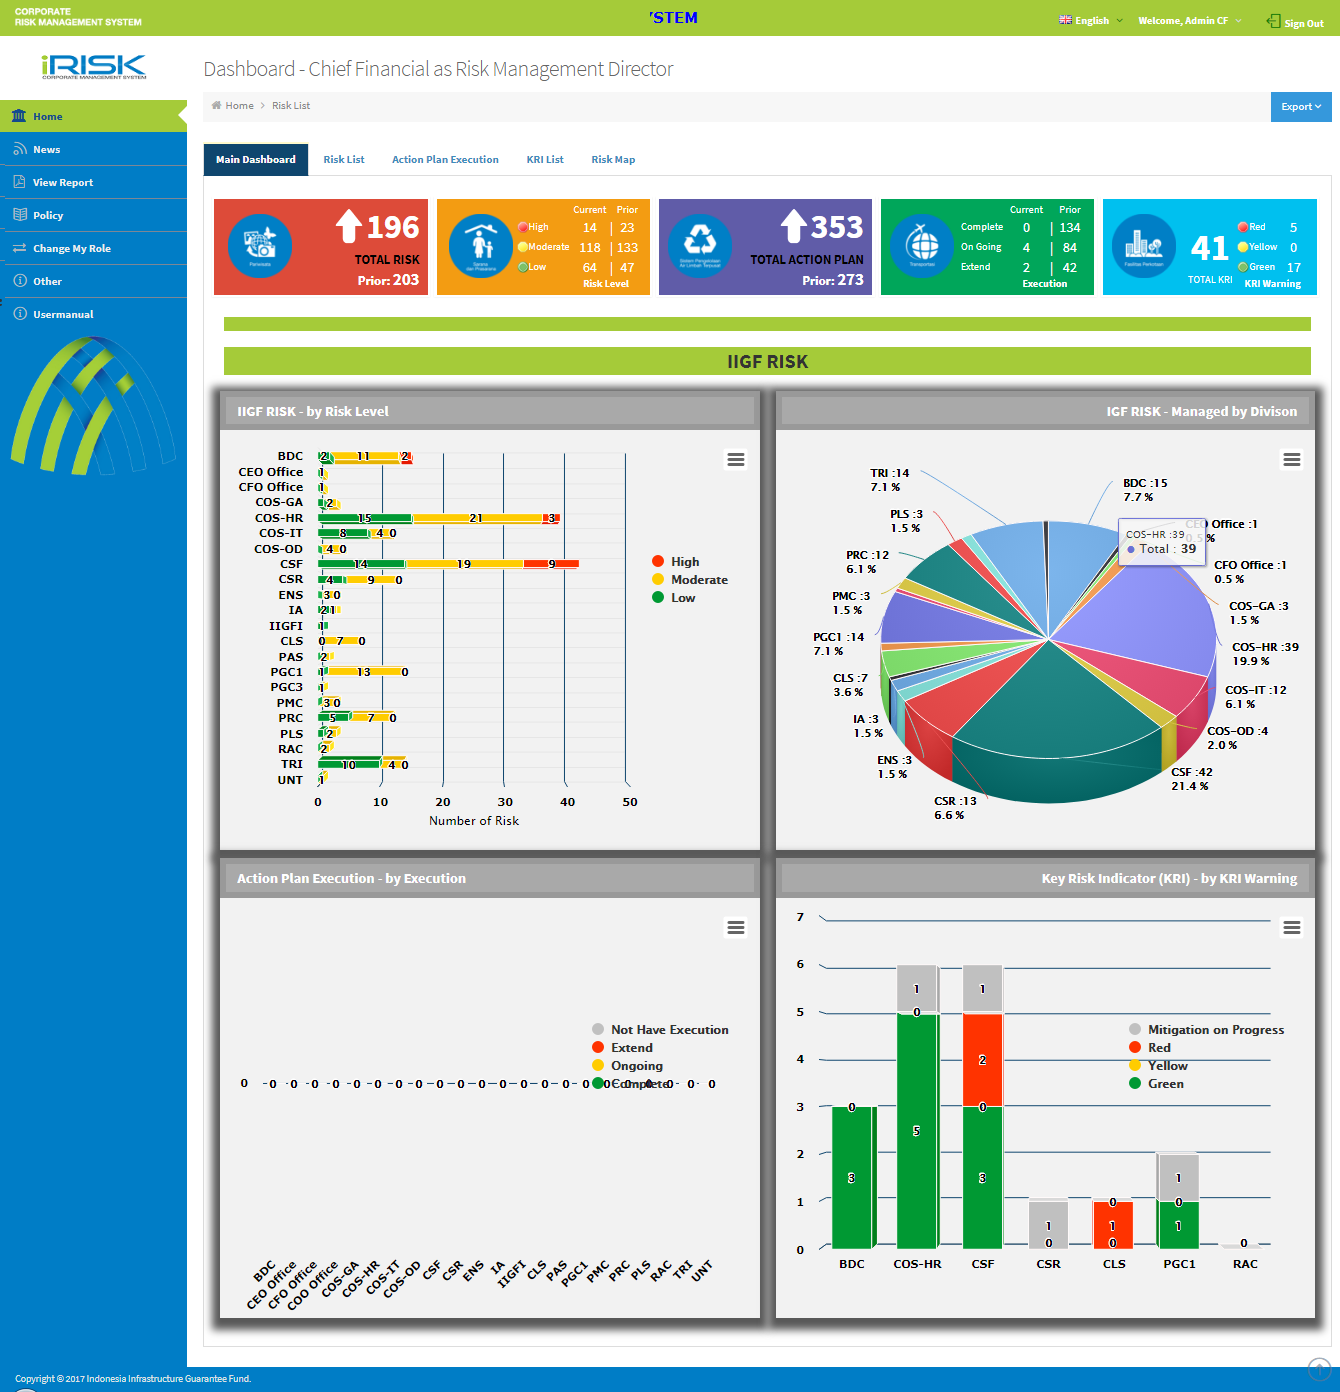 CORPORATE
RISK MANAGEMENT SYSTEM
STEM
English
Welcome, Admin CF
Sign Out
iRISK
CORPORATE MANAGEMENT SYSTEM
Dashboard - Chief Financial as Risk Management Director
Home > Risk List
Export
Home
News
View Report
Policy
Change My Role
Other
Usermanual
Main Dashboard
Risk List
Action Plan Execution
KRI List
Risk Map
Pariwisata
196
TOTAL RISK
Prior: 203
Sarana
dan Prasarana
Current Prior
High 14 | 23
Moderate 118 | 133
Low 64 | 47
Risk Level
Sistem Pengelolaan
Air Limbah Terpusat
353
TOTAL ACTION PLAN
Prior: 273
Transportasi
Current Prior
Complete 0 | 134
On Going 4 | 84
Extend 2 | 42
Execution
Fasilitas Perkotaan
41
TOTAL KRI
Red 5
Yellow 0
Green 17
KRI Warning
IIGF RISK
IIGF RISK - by Risk Level
BDC 2 11 2
CEO Office 1
CFO Office 1
COS-GA 2
COS-HR 15 21 3
COS-IT 8 4 0
COS-OD 4 0
CSF 14 19 9
CSR 4 9 0
ENS 3 0
IA 2 1
IIGFI
CLS 0 7 0
PAS 2
PGC1 1 13 0
PGC3 1
PMC 3 0
PRC 5 7 0
PLS 2
RAC 2
TRI 10 4 0
UNT 1
0 10 20 30 40 50
Number of Risk
High
Moderate
Low
IGF RISK - Managed by Divison
TRI :14
7.1 %
BDC :15
7.7 %
PLS :3
1.5 %
CEO Office :1
0.5 %
COS-HR :39
Total : 39
PRC :12
6.1 %
CFO Office :1
0.5 %
PMC :3
1.5 %
COS-GA :3
1.5 %
PGC1 :14
7.1 %
COS-HR :39
19.9 %
CLS :7
3.6 %
COS-IT :12
6.1 %
IA :3
1.5 %
COS-OD :4
2.0 %
ENS :3
1.5 %
CSF :42
21.4 %
CSR :13
6.6 %
Action Plan Execution - by Execution
Not Have Execution
Extend
Ongoing
Complete
0 0 0 0 0 0 0 0 0 0 0 0 0 0 0 0 0 0 0 0 0 0 0
BDC
CEO Office
CFO Office
COO Office
COS-GA
COS-HR
COS-IT
COS-OD
CSF
CSR
ENS
IA
IIGFI
CLS
PAS
PGC1
PMC
PRC
PLS
RAC
TRI
UNT
Key Risk Indicator (KRI) - by KRI Warning
7
6
5
4
3
2
1
0
1 1
0
2
0 0
5
3 3
1
0 0
1 1 1
0 0 0
Mitigation on Progress
Red
Yellow
Green
BDC COS-HR CSF CSR CLS PGC1 RAC
Copyright © 2017 Indonesia Infrastructure Guarantee Fund.